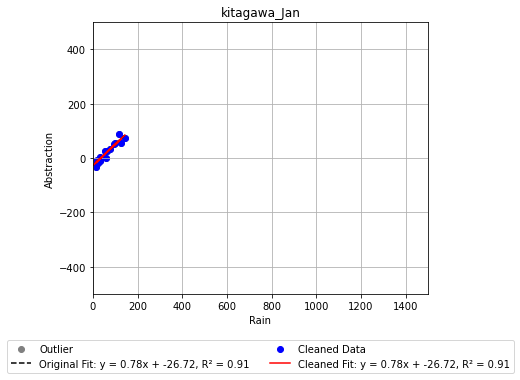 kitagawa_Jan
400
200
0
−200
−400
Abstraction
0 200 400 600 800 1000 1200 1400
Rain
Outlier Cleaned Data
Original Fit: y = 0.78x + -26.72, R² = 0.91 Cleaned Fit: y = 0.78x + -26.72, R² = 0.91